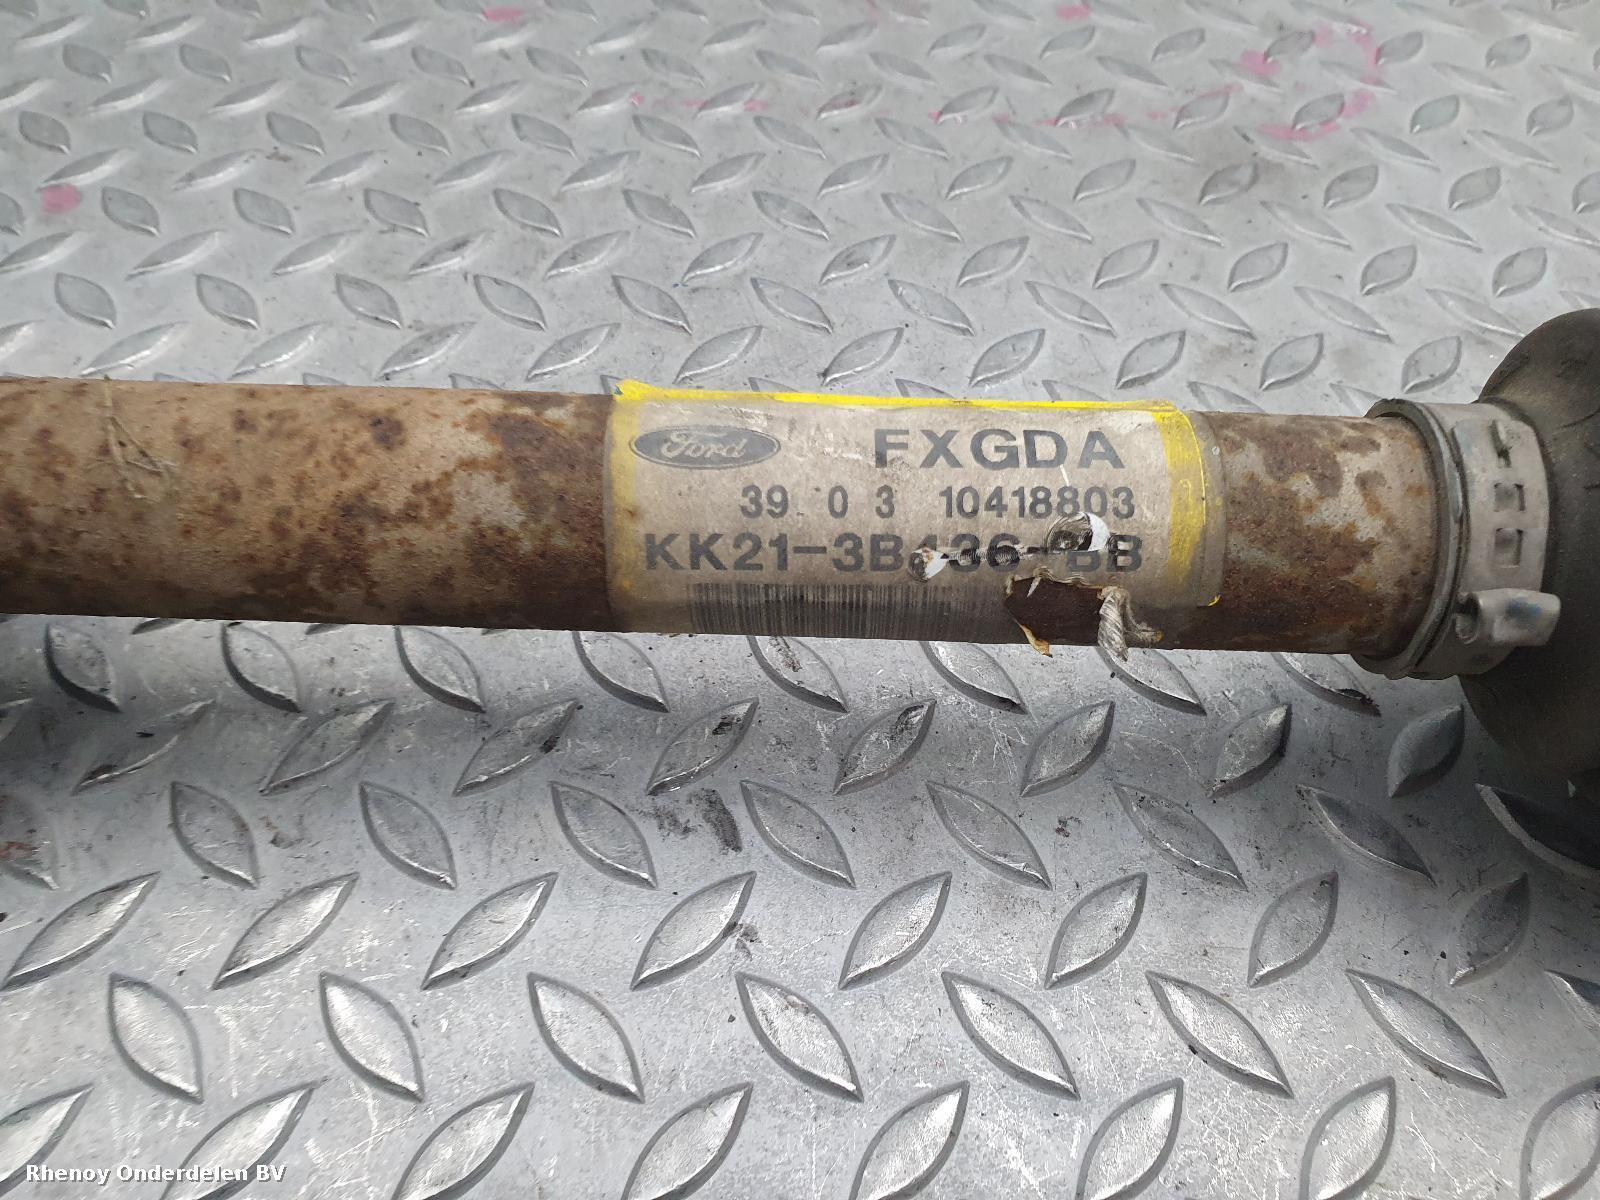 Ford FXGDA
39 0 3 10418803
KK21-3B436-BB
Rhenoy Onderdelen BV